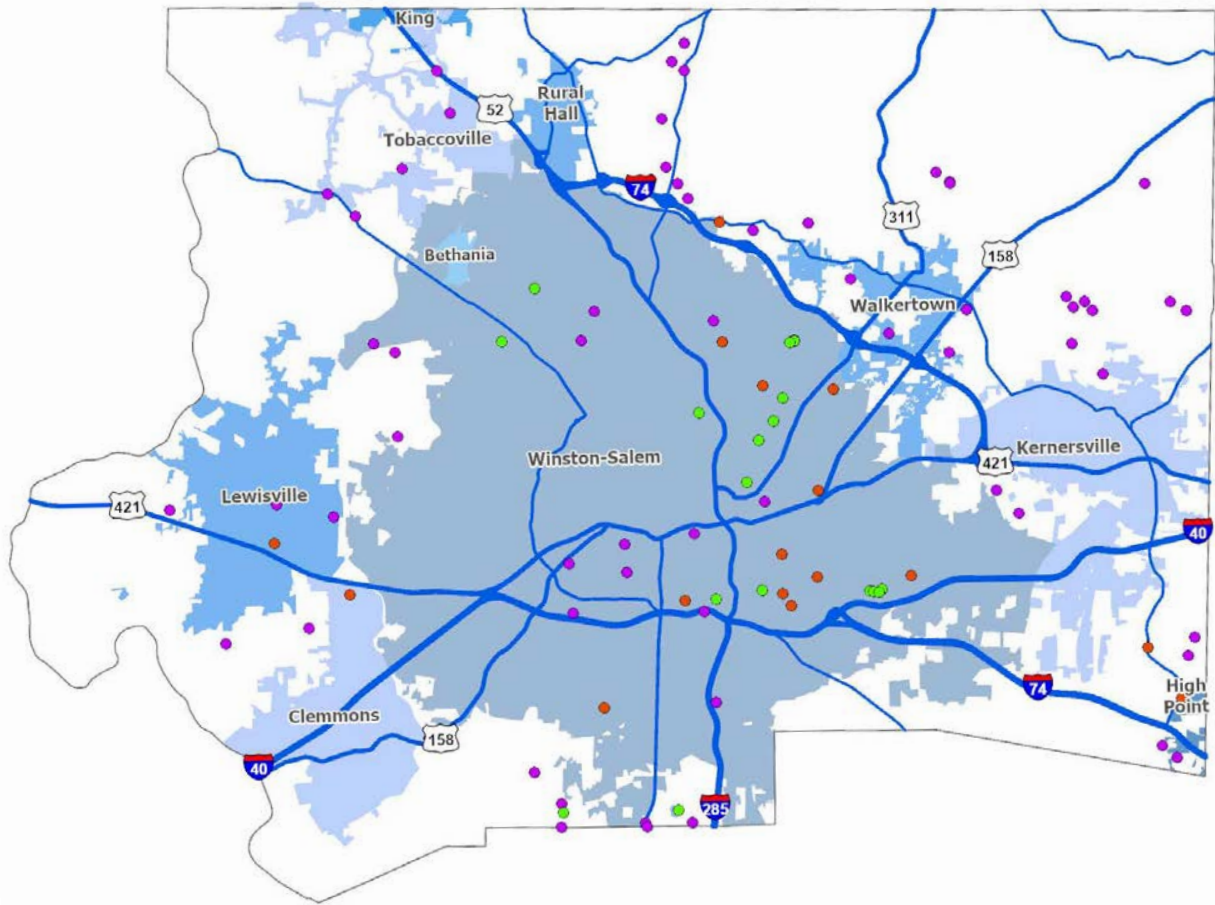 King
52
Rural
Hall
Tobaccoville
74
311
158
Bethania
Walkertown
Winston-Salem
Kernersville
421
Lewisville
421
40
74
High
Point
Clemmons
158
40
285